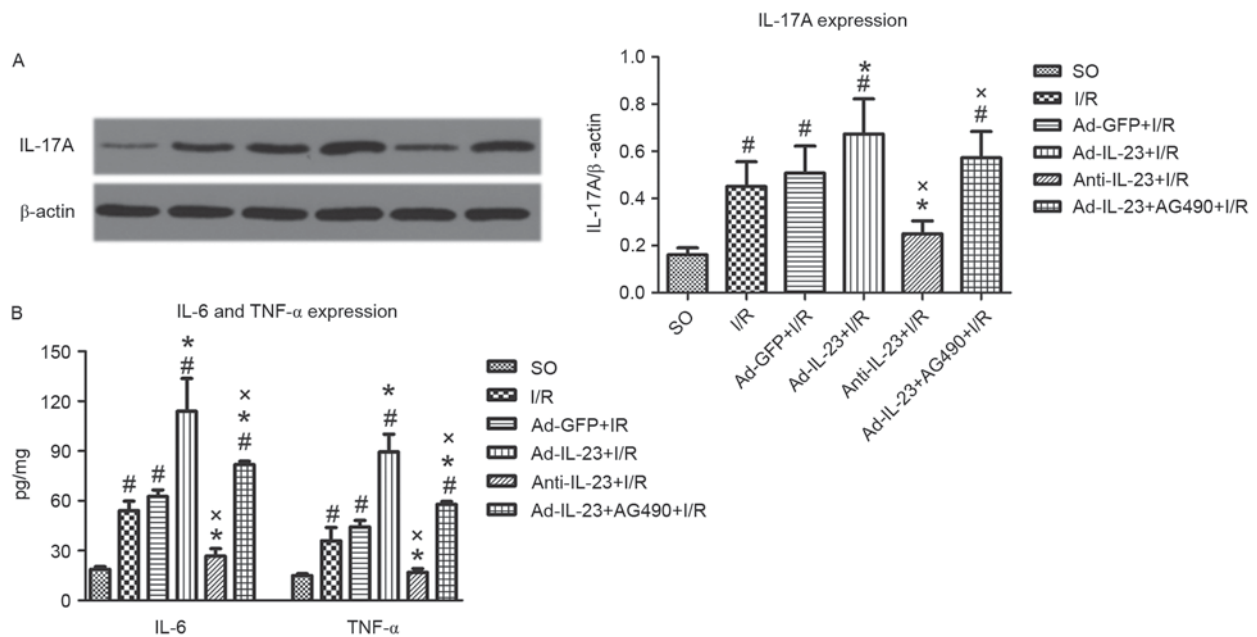 A
IL-17A
β-actin
IL-17A expression
IL-17A/β -actin
1.0
0.8
0.6
0.4
0.2
0.0
#
#
*
#
×
*
×
#
SO
I/R
Ad-GFP+I/R
Ad-IL-23+I/R
Anti-IL-23+I/R
Ad-IL-23+AG490+I/R
SO
I/R
Ad-GFP+I/R
Ad-IL-23+I/R
Anti-IL-23+I/R
Ad-IL-23+AG490+I/R
B
IL-6 and TNF-α expression
pg/mg
150
120
90
60
30
0
#
#
*
#
×
*
×
*
#
#
#
*
#
×
*
×
*
#
IL-6
TNF-α
SO
I/R
Ad-GFP+IR
Ad-IL-23+I/R
Anti-IL-23+I/R
Ad-IL-23+AG490+I/R